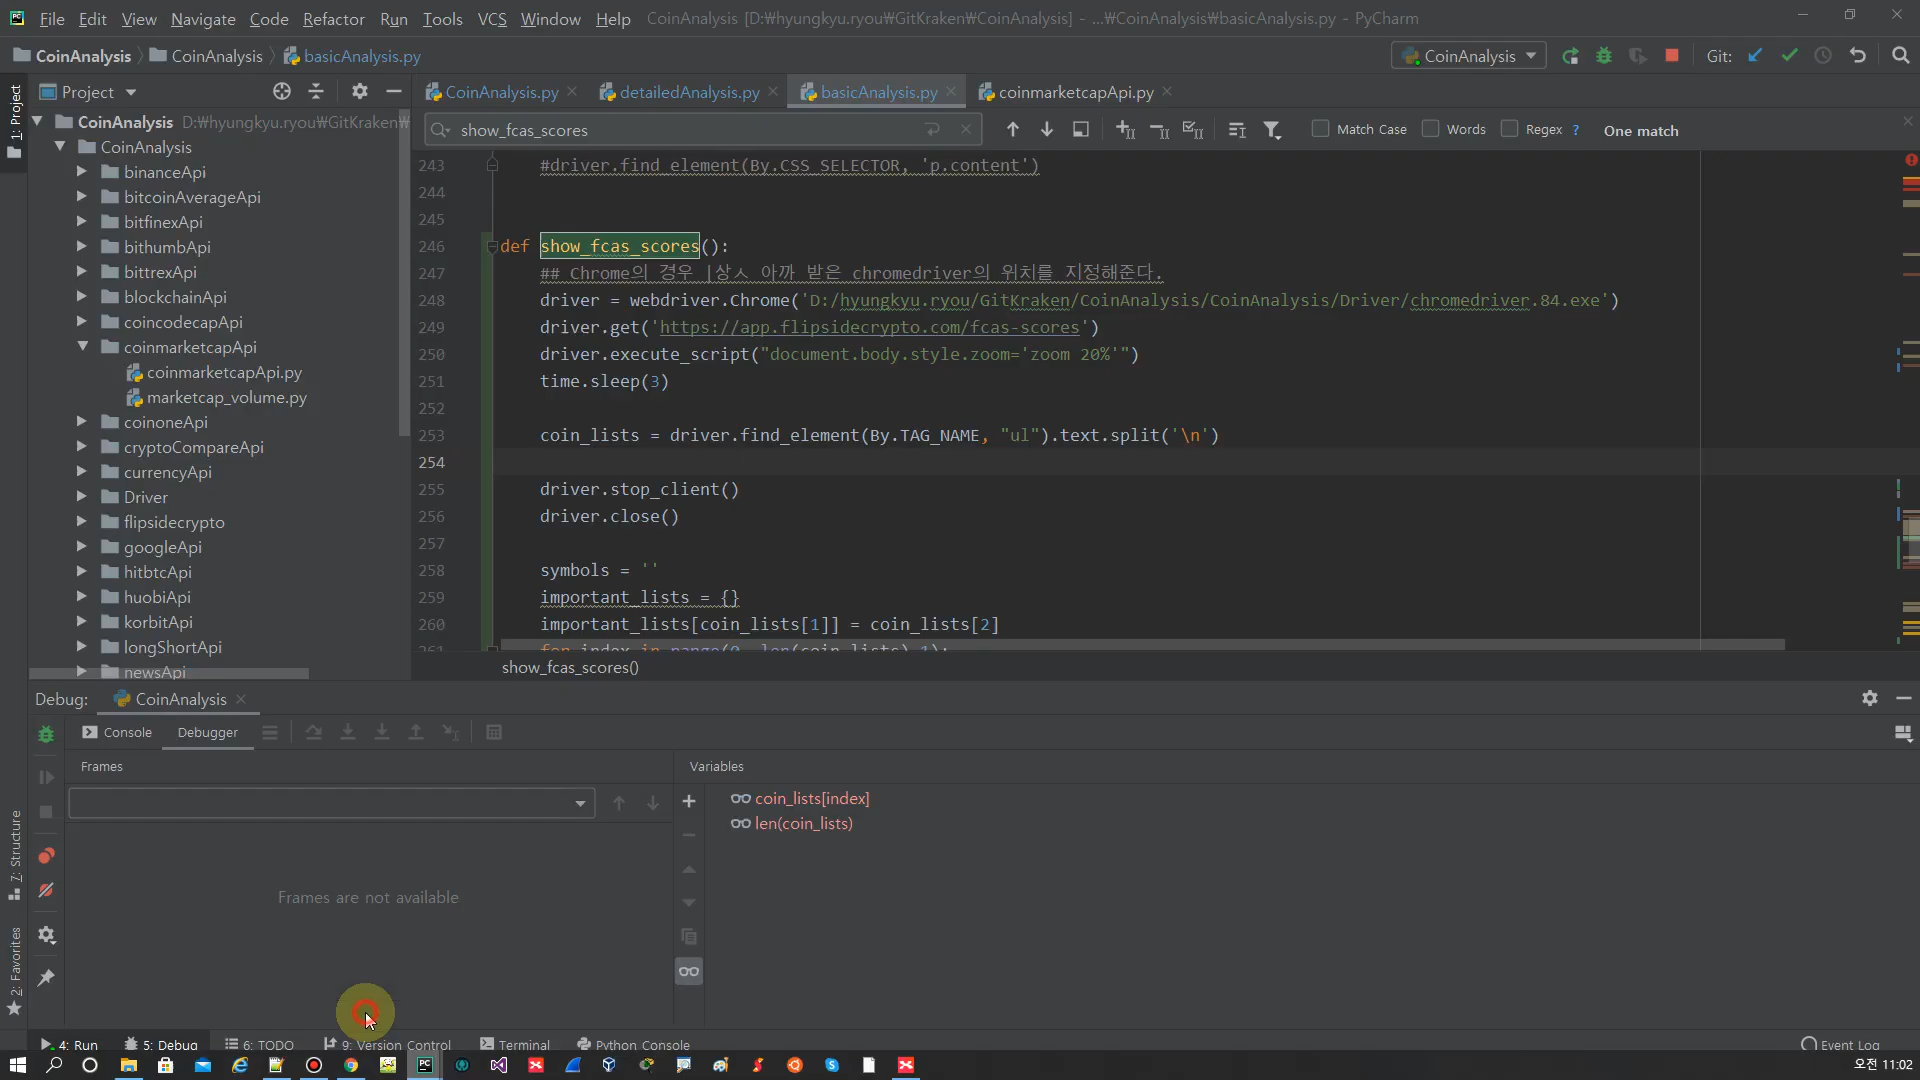 File Edit View Navigate Code Refactor Run Tools VCS Window Help CoinAnalysis [D:₩hyungkyu.ryou₩GitKraken₩CoinAnalysis] - ...₩CoinAnalysis₩basicAnalysis.py - PyCharm
CoinAnalysis CoinAnalysis basicAnalysis.py CoinAnalysis Git:
Project CoinAnalysis.py detailedAnalysis.py basicAnalysis.py coinmarketcapApi.py
1: Project
7: Structure
2: Favorites
show_fcas_scores Match Case Words Regex ? One match
CoinAnalysis D:₩hyungkyu.ryou₩GitKraken₩
CoinAnalysis
binanceApi
bitcoinAverageApi
bitfinexApi
bithumbApi
bittrexApi
blockchainApi
coincodecapApi
coinmarketcapApi
coinmarketcapApi.py
marketcap_volume.py
coinoneApi
cryptoCompareApi
currencyApi
Driver
flipsidecrypto
googleApi
hitbtcApi
huobiApi
korbitApi
longShortApi
newsApi
243 #driver.find_element(By.CSS_SELECTOR, 'p.content')
244
245
246 def show_fcas_scores():
247 ## Chrome의 경우 |상ㅅ 아까 받은 chromedriver의 위치를 지정해준다.
248 driver = webdriver.Chrome('D:/hyungkyu.ryou/GitKraken/CoinAnalysis/CoinAnalysis/Driver/chromedriver.84.exe')
249 driver.get('https://app.flipsidecrypto.com/fcas-scores')
250 driver.execute_script("document.body.style.zoom='zoom 20%'")
251 time.sleep(3)
252
253 coin_lists = driver.find_element(By.TAG_NAME, "ul").text.split('\n')
254
255 driver.stop_client()
256 driver.close()
257
258 symbols = ''
259 important_lists = {}
260 important_lists[coin_lists[1]] = coin_lists[2]
261 for index in range(0, len(coin_lists)-1):
show_fcas_scores()
Debug: CoinAnalysis
Console Debugger
Frames Variables
coin_lists[index]
len(coin_lists)
Frames are not available
4: Run 5: Debug 6: TODO 9: Version Control Terminal Python Console Event Log
오전 11:02